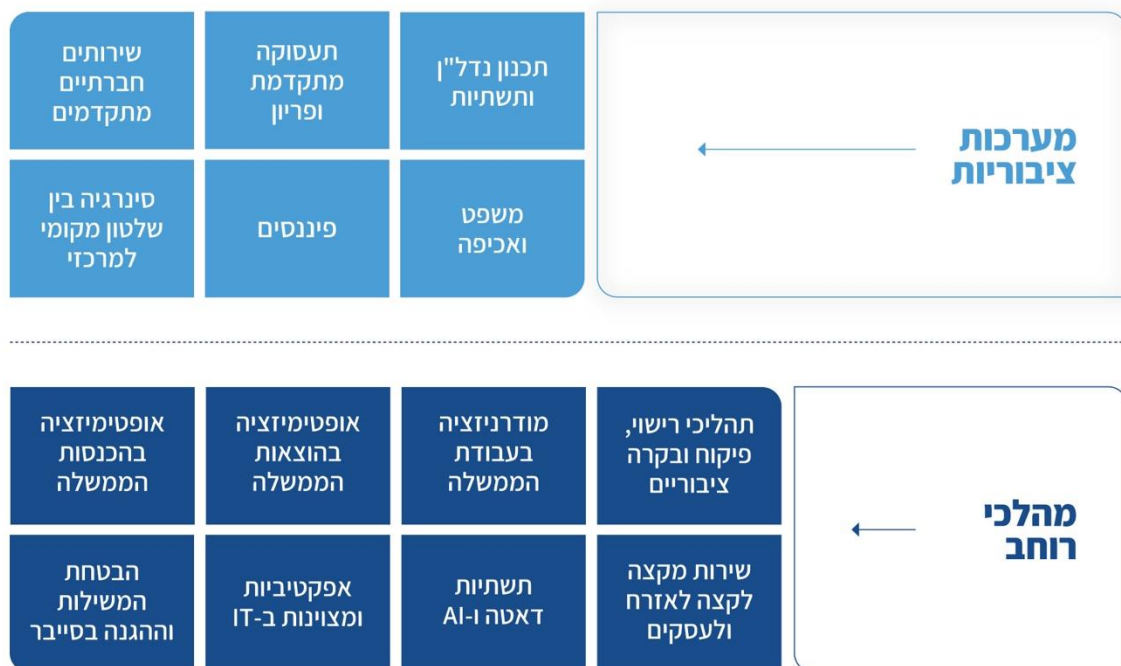 מערכות
ציבוריות
תכנון נדל"ן
ותשתיות
תעסוקה
מתקדמת
ופריון
שירותים
חברתיים
מתקדמים
משפט
ואכיפה
פיננסים
סינרגיה בין
שלטון מקומי
למרכזי
מהלכי
רוחב
תהליכי רישוי,
פיקוח ובקרה
ציבוריים
מודרניזציה
בעבודת
הממשלה
אופטימיזציה
בהוצאות
הממשלה
אופטימיזציה
בהכנסות
הממשלה
שירות מקצה
לקצה לאזרח
ולעסקים
תשתיות
דאטה ו-AI
אפקטיביות
ומצוינות ב-IT
הבטחת
המשילות
וההגנה בסייבר